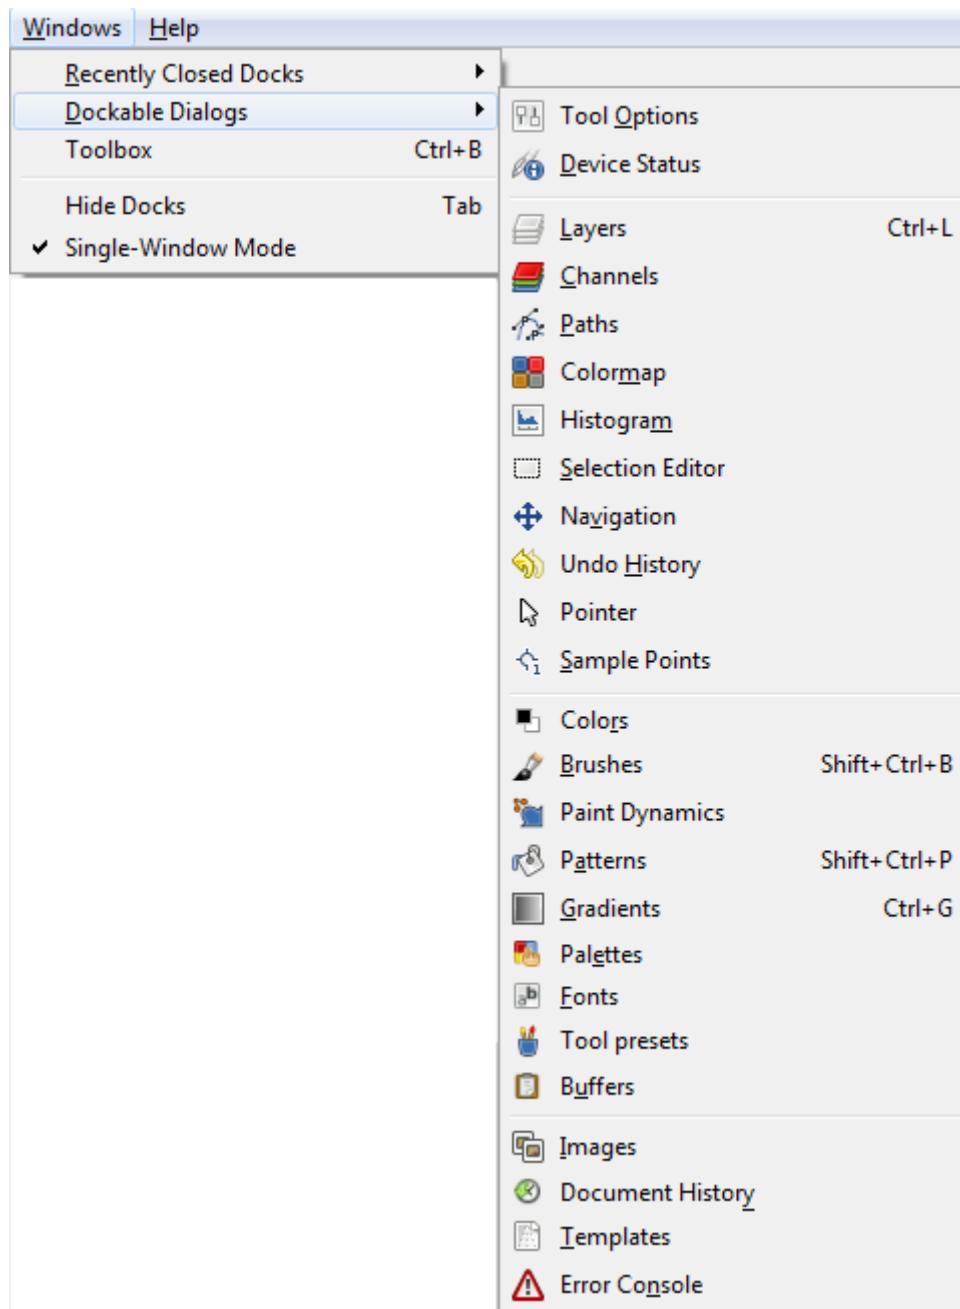 Windows Help
Recently Closed Docks
Dockable Dialogs
Toolbox Ctrl+B
Hide Docks Tab
Single-Window Mode
Tool Options
Device Status
Layers Ctrl+L
Channels
Paths
Colormap
Histogram
Selection Editor
Navigation
Undo History
Pointer
Sample Points
Colors
Brushes Shift+Ctrl+B
Paint Dynamics
Patterns Shift+Ctrl+P
Gradients Ctrl+G
Palettes
Fonts
Tool presets
Buffers
Images
Document History
Templates
Error Console